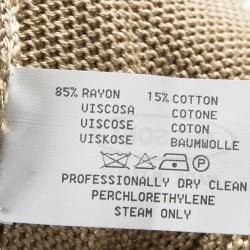 85% RAYON 15% COTTON
VISCOSA COTONE
VISCOSE COTON
VISKOSE BAUMWOLLE
P
PROFESSIONALLY DRY CLEAN
PERCHLORETHYLENE
STEAM ONLY